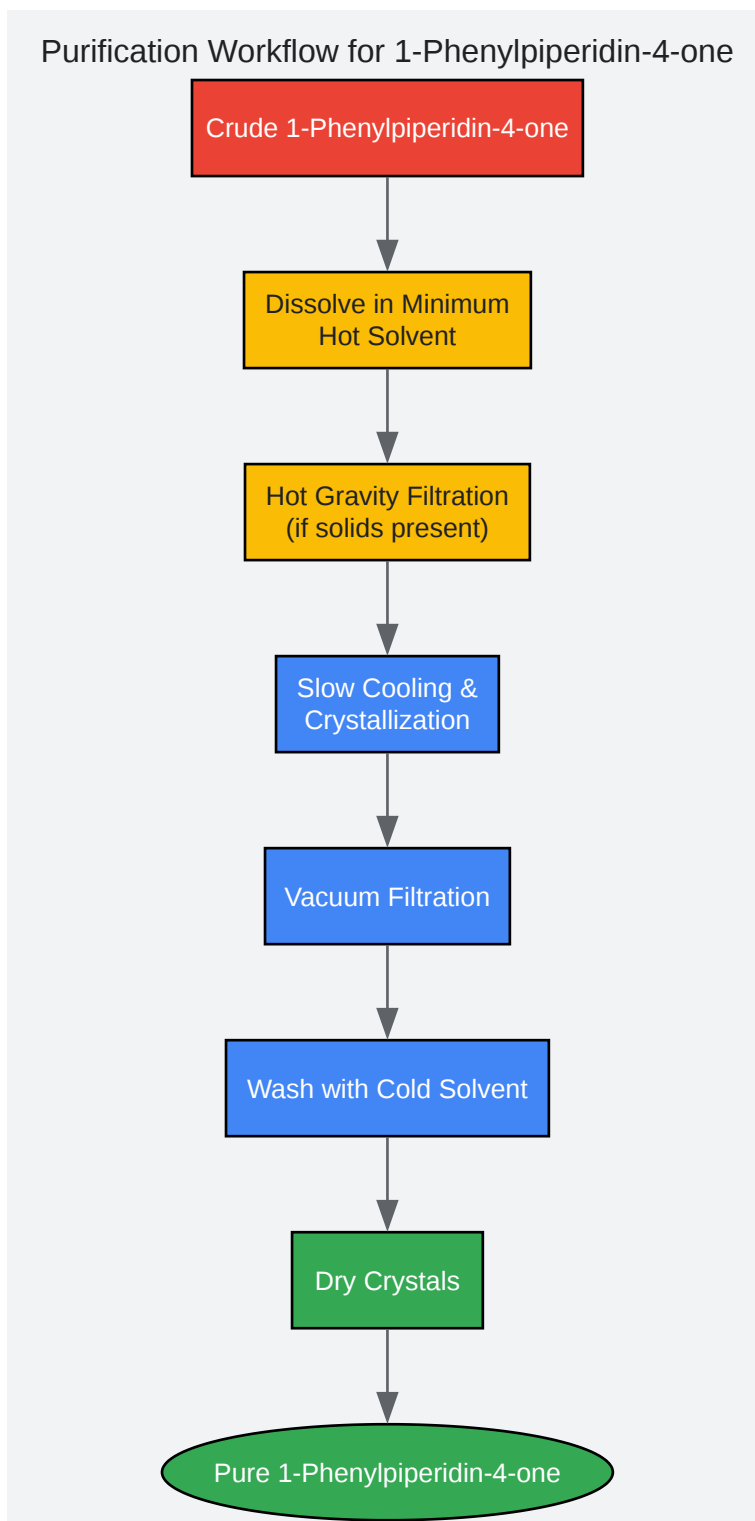 Purification Workflow for 1-Phenylpiperidin-4-one
Crude 1-Phenylpiperidin-4-one
Dissolve in Minimum
Hot Solvent
Hot Gravity Filtration
(if solids present)
Slow Cooling &
Crystallization
Vacuum Filtration
Wash with Cold Solvent
Dry Crystals
Pure 1-Phenylpiperidin-4-one